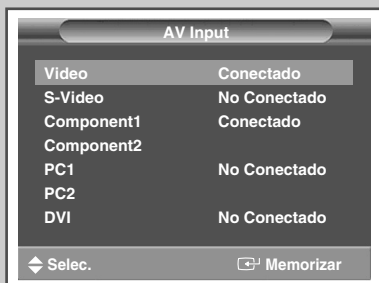 AV Input
Video Conectado
S-Video No Conectado
Component1 Conectado
Component2
PC1 No Conectado
PC2
DVI No Conectado
Selec. Memorizar